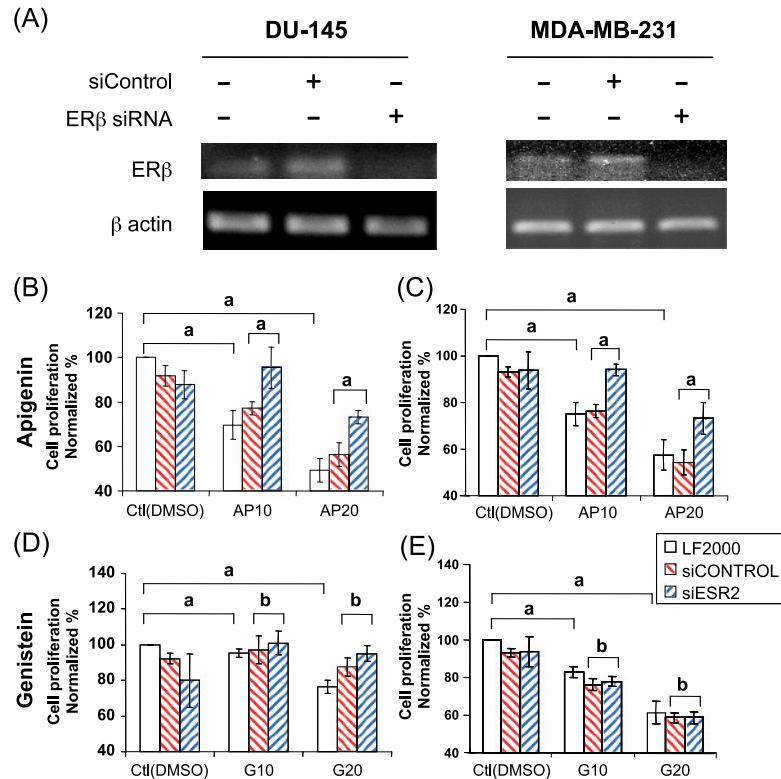 (A)
DU-145
MDA-MB-231
siControl
– + – – + –
ERβ siRNA
– – + – – +
ERβ
β actin
(B)
(C)
Apigenin
Cell proliferation
Normalized %
120
100
80
60
40
a
a
a
a
Ctl(DMSO) AP10 AP20
Cell proliferation
Normalized %
120
100
80
60
40
a
a
a
a
Ctl(DMSO) AP10 AP20
(D)
(E)
Genistein
Cell proliferation
Normalized %
140
120
100
80
60
40
a
a
b
b
Ctl(DMSO) G10 G20
LF2000
siCONTROL
siESR2
Cell proliferation
Normalized %
140
120
100
80
60
40
a
a
b
b
Ctl(DMSO) G10 G20